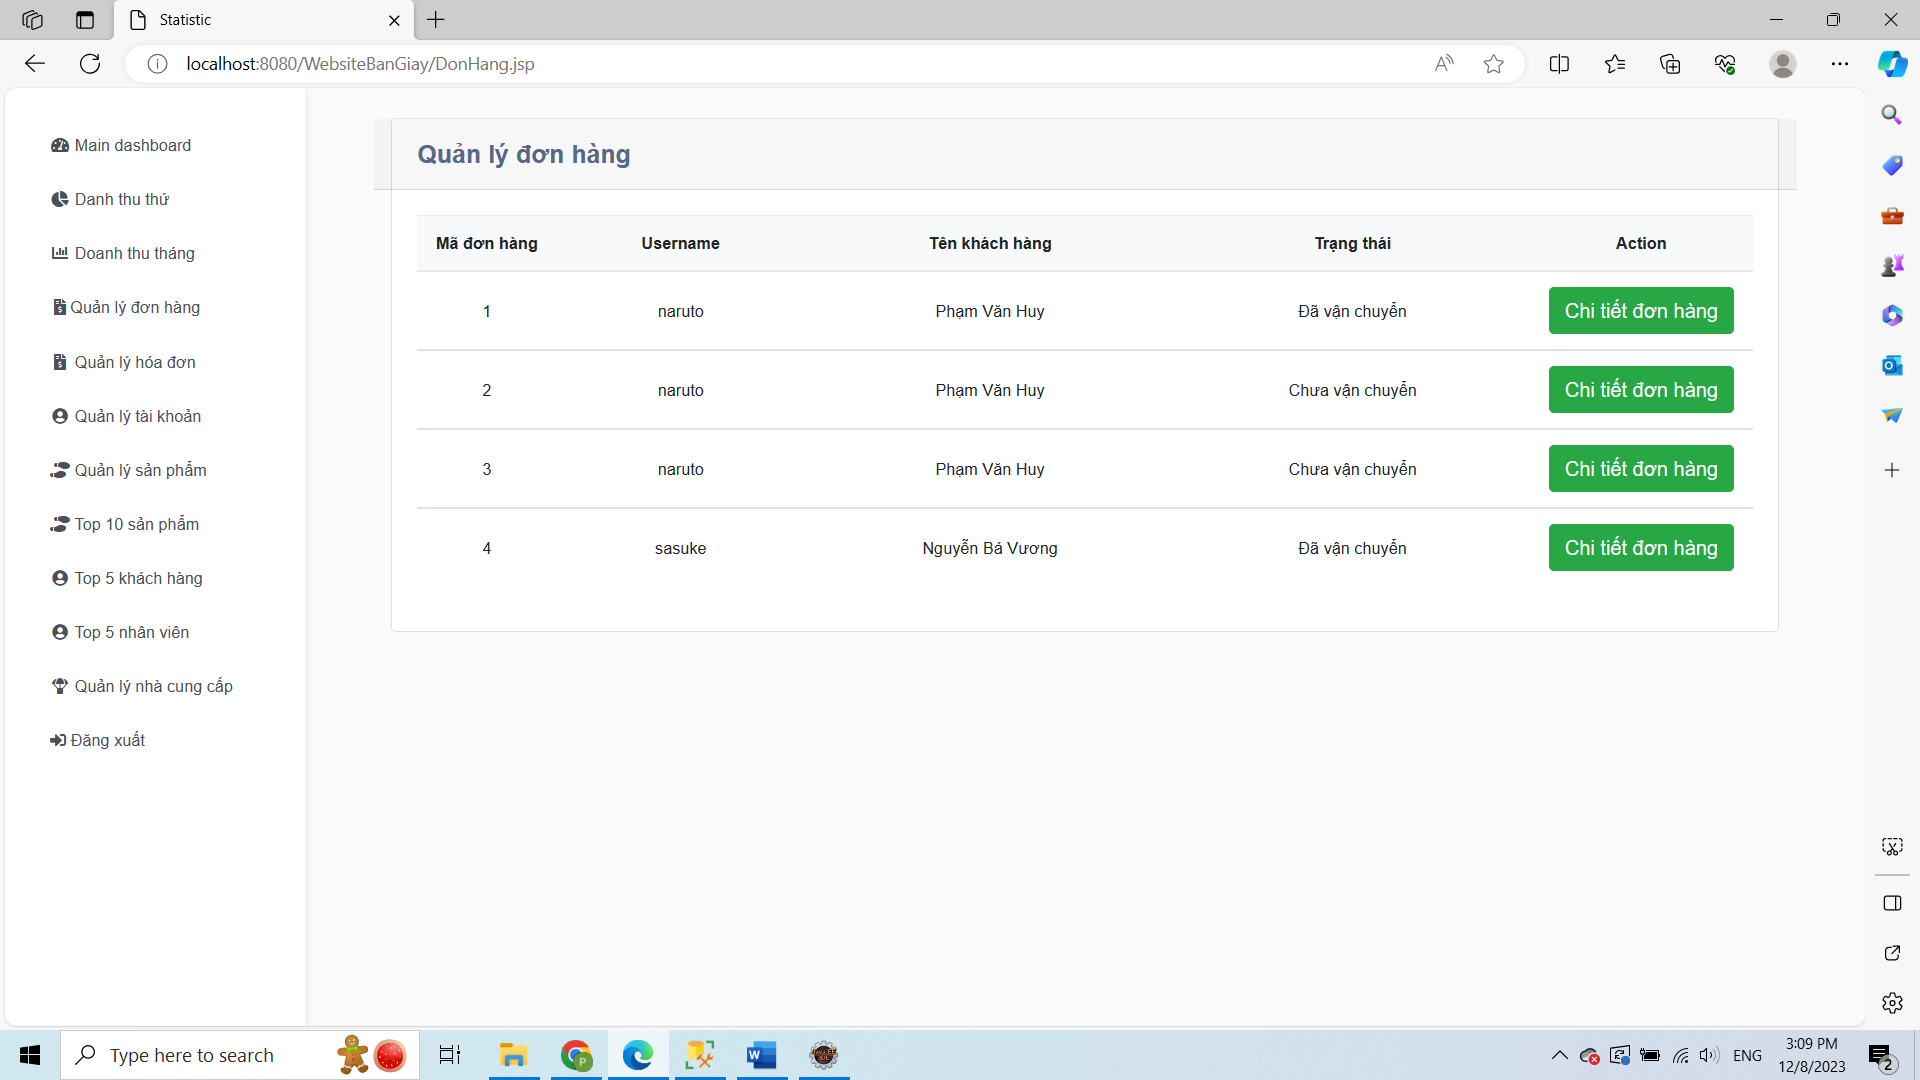 Statistic
localhost:8080/WebsiteBanGiay/DonHang.jsp
Main dashboard
Danh thu thứ
Doanh thu tháng
Quản lý đơn hàng
Quản lý hóa đơn
Quản lý tài khoản
Quản lý sản phẩm
Top 10 sản phẩm
Top 5 khách hàng
Top 5 nhân viên
Quản lý nhà cung cấp
Đăng xuất
Quản lý đơn hàng
Mã đơn hàng Username Tên khách hàng Trạng thái Action
1 naruto Phạm Văn Huy Đã vận chuyển Chi tiết đơn hàng
2 naruto Phạm Văn Huy Chưa vận chuyển Chi tiết đơn hàng
3 naruto Phạm Văn Huy Chưa vận chuyển Chi tiết đơn hàng
4 sasuke Nguyễn Bá Vương Đã vận chuyển Chi tiết đơn hàng
Type here to search
ENG
3:09 PM
12/8/2023
2